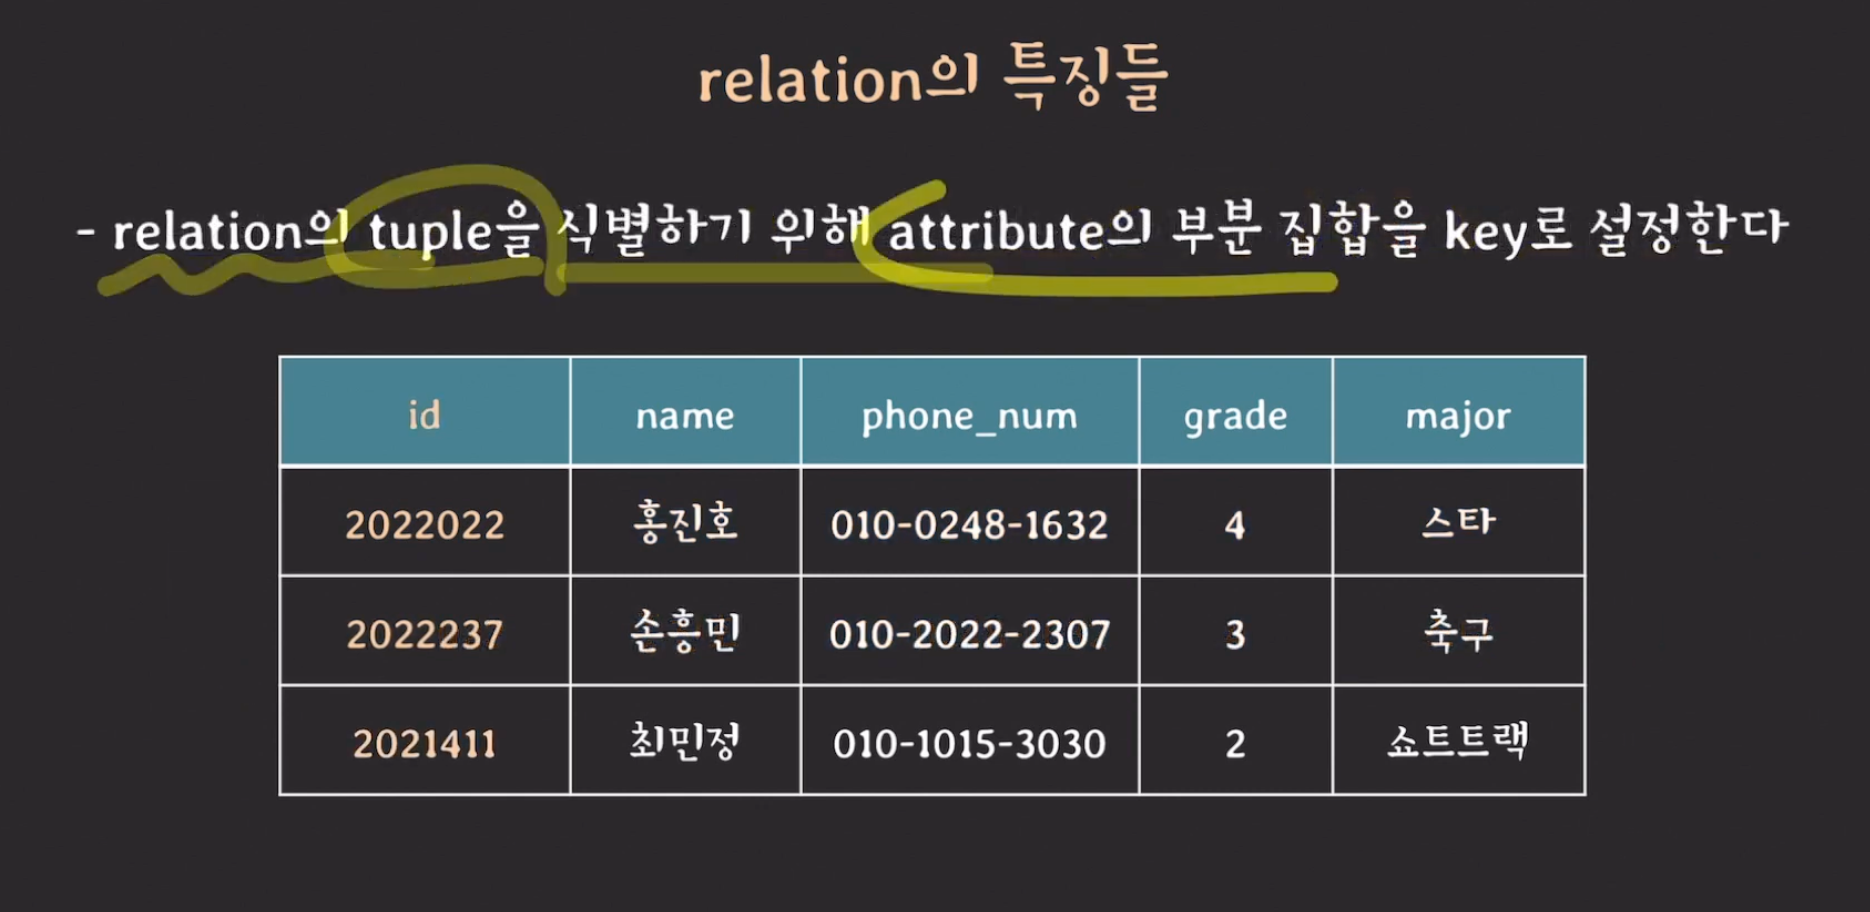 relation의 특징들
- relation의 tuple을 식별하기 위해 attribute의 부분 집합을 key로 설정한다
id name phone_num grade major
2022022 홍진호 010-0248-1632 4 스타
2022237 손흥민 010-2022-2307 3 축구
2021411 최민정 010-1015-3030 2 쇼트트랙